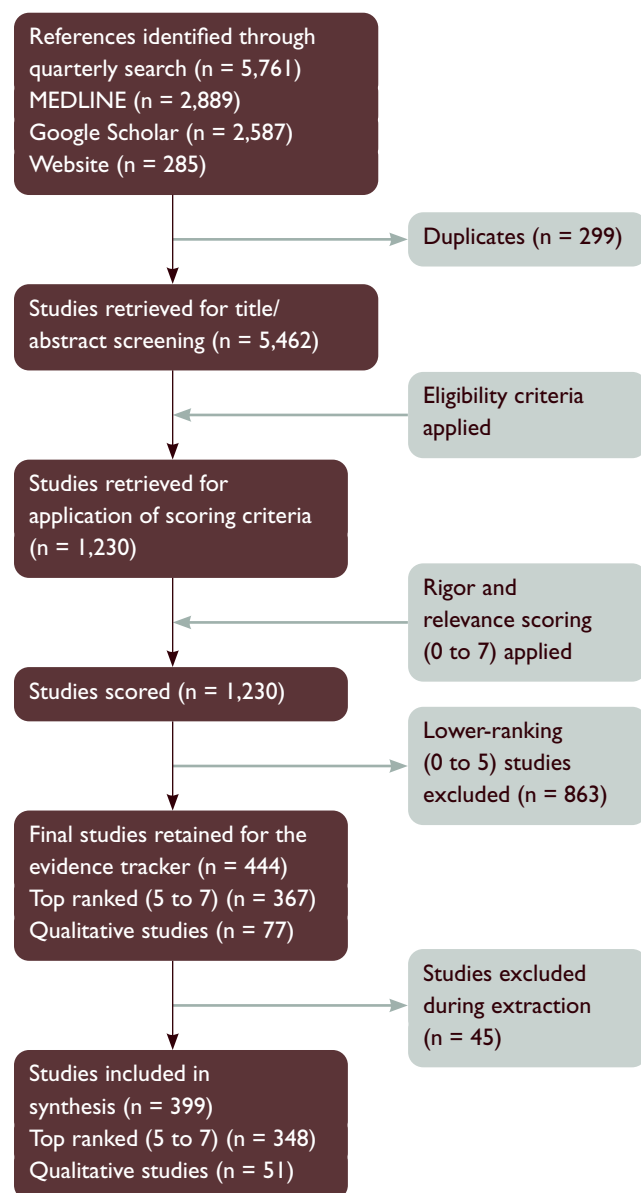 References identified through
quarterly search (n = 5,761)
MEDLINE (n = 2,889)
Google Scholar (n = 2,587)
Website (n = 285)
Duplicates (n = 299)
Studies retrieved for title/
abstract screening (n = 5,462)
Eligibility criteria
applied
Studies retrieved for
application of scoring criteria
(n = 1,230)
Rigor and
relevance scoring
(0 to 7) applied
Studies scored (n = 1,230)
Lower-ranking
(0 to 5) studies
excluded (n = 863)
Final studies retained for the
evidence tracker (n = 444)
Top ranked (5 to 7) (n = 367)
Qualitative studies (n = 77)
Studies excluded
during extraction
(n = 45)
Studies included in
synthesis (n = 399)
Top ranked (5 to 7) (n = 348)
Qualitative studies (n = 51)